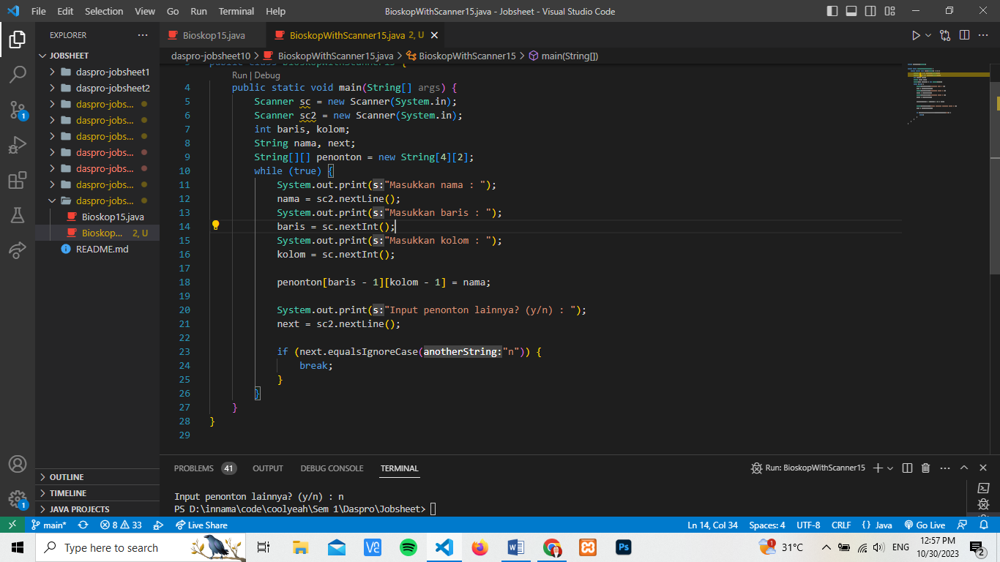 File Edit Selection View Go Run Terminal Help
BioskopWithScanner15.java - Jobsheet - Visual Studio Code
EXPLORER
Bioskop15.java
BioskopWithScanner15.java 2, U
daspro-jobsheet10 > BioskopWithScanner15.java > BioskopWithScanner15 > main(String[])
JOBSHEET
daspro-jobsheet1
daspro-jobsheet2
daspro-jobs...
daspro-jobs...
daspro-jobs...
daspro-jobs...
daspro-jobs...
daspro-jobs...
daspro-jobs...
Bioskop15.java
Bioskop... 2, U
README.md
OUTLINE
TIMELINE
JAVA PROJECTS
1
1
3 public class BioskopWithScanner15 {
Run | Debug
4 public static void main(String[] args) {
5 Scanner sc = new Scanner(System.in);
6 Scanner sc2 = new Scanner(System.in);
7 int baris, kolom;
8 String nama, next;
9 String[][] penonton = new String[4][2];
10 while (true) {
11 System.out.print(s:"Masukkan nama : ");
12 nama = sc2.nextLine();
13 System.out.print(s:"Masukkan baris : ");
14 baris = sc.nextInt();
15 System.out.print(s:"Masukkan kolom : ");
16 kolom = sc.nextInt();
17
18 penonton[baris - 1][kolom - 1] = nama;
19
20 System.out.print(s:"Input penonton lainnya? (y/n) : ");
21 next = sc2.nextLine();
22
23 if (next.equalsIgnoreCase(anotherString:"n")) {
24 break;
25 }
26 }
27 }
28 }
29
PROBLEMS 41 OUTPUT DEBUG CONSOLE TERMINAL
Run: BioskopWithScanner15
Input penonton lainnya? (y/n) : n
PS D:\innama\code\coolyeah\Sem 1\Daspro\Jobsheet>
main* 8 33 Live Share
Ln 14, Col 34 Spaces: 4 UTF-8 CRLF {} Java Go Live
Type here to search
W
Ps
1
31°C
ENG
12:57 PM
10/30/2023
2